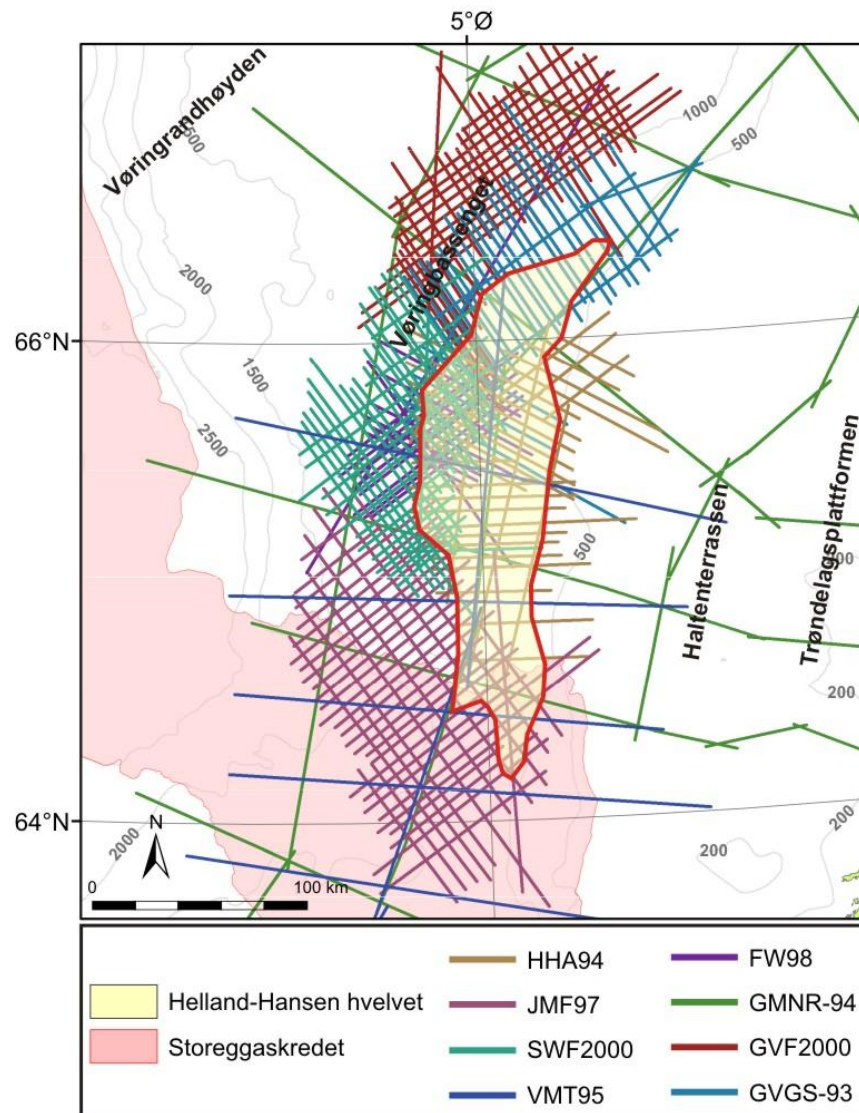 5°Ø
Vøringrandhøyden
1000
500
2000
Vøringbassenget
66°N
1500
2500
500
Haltenterrassen
Trøndelagsplattformen
200
64°N
2000
N
200
200
0 100 km
HHA94 FW98
Helland-Hansen hvelvet JMF97 GMNR-94
Storeggaskredet SWF2000 GVF2000
VMT95 GVGS-93